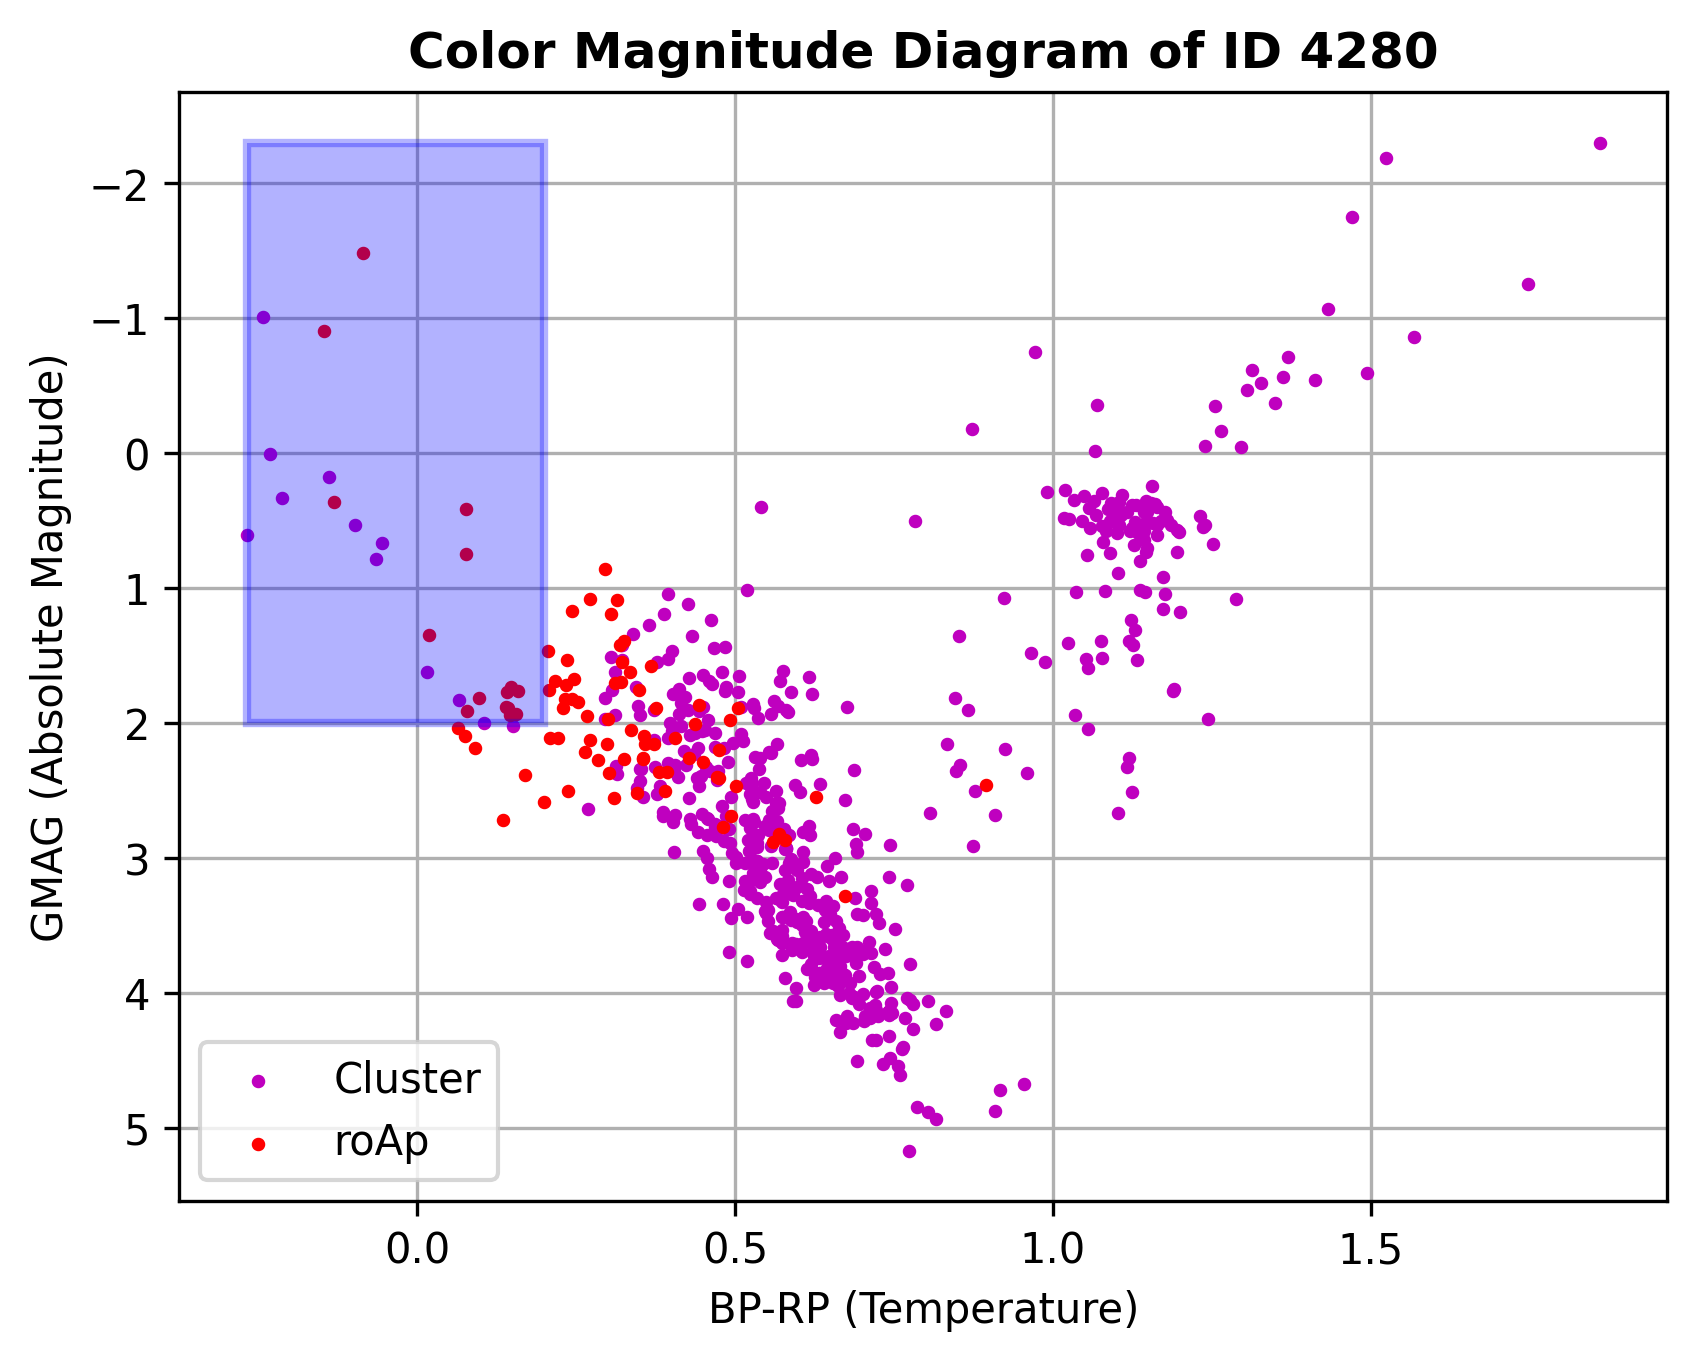 Color Magnitude Diagram of ID 4280
GMAG (Absolute Magnitude)
−2
−1
0
1
2
3
4
5
Cluster
roAp
0.0 0.5 1.0 1.5
BP-RP (Temperature)